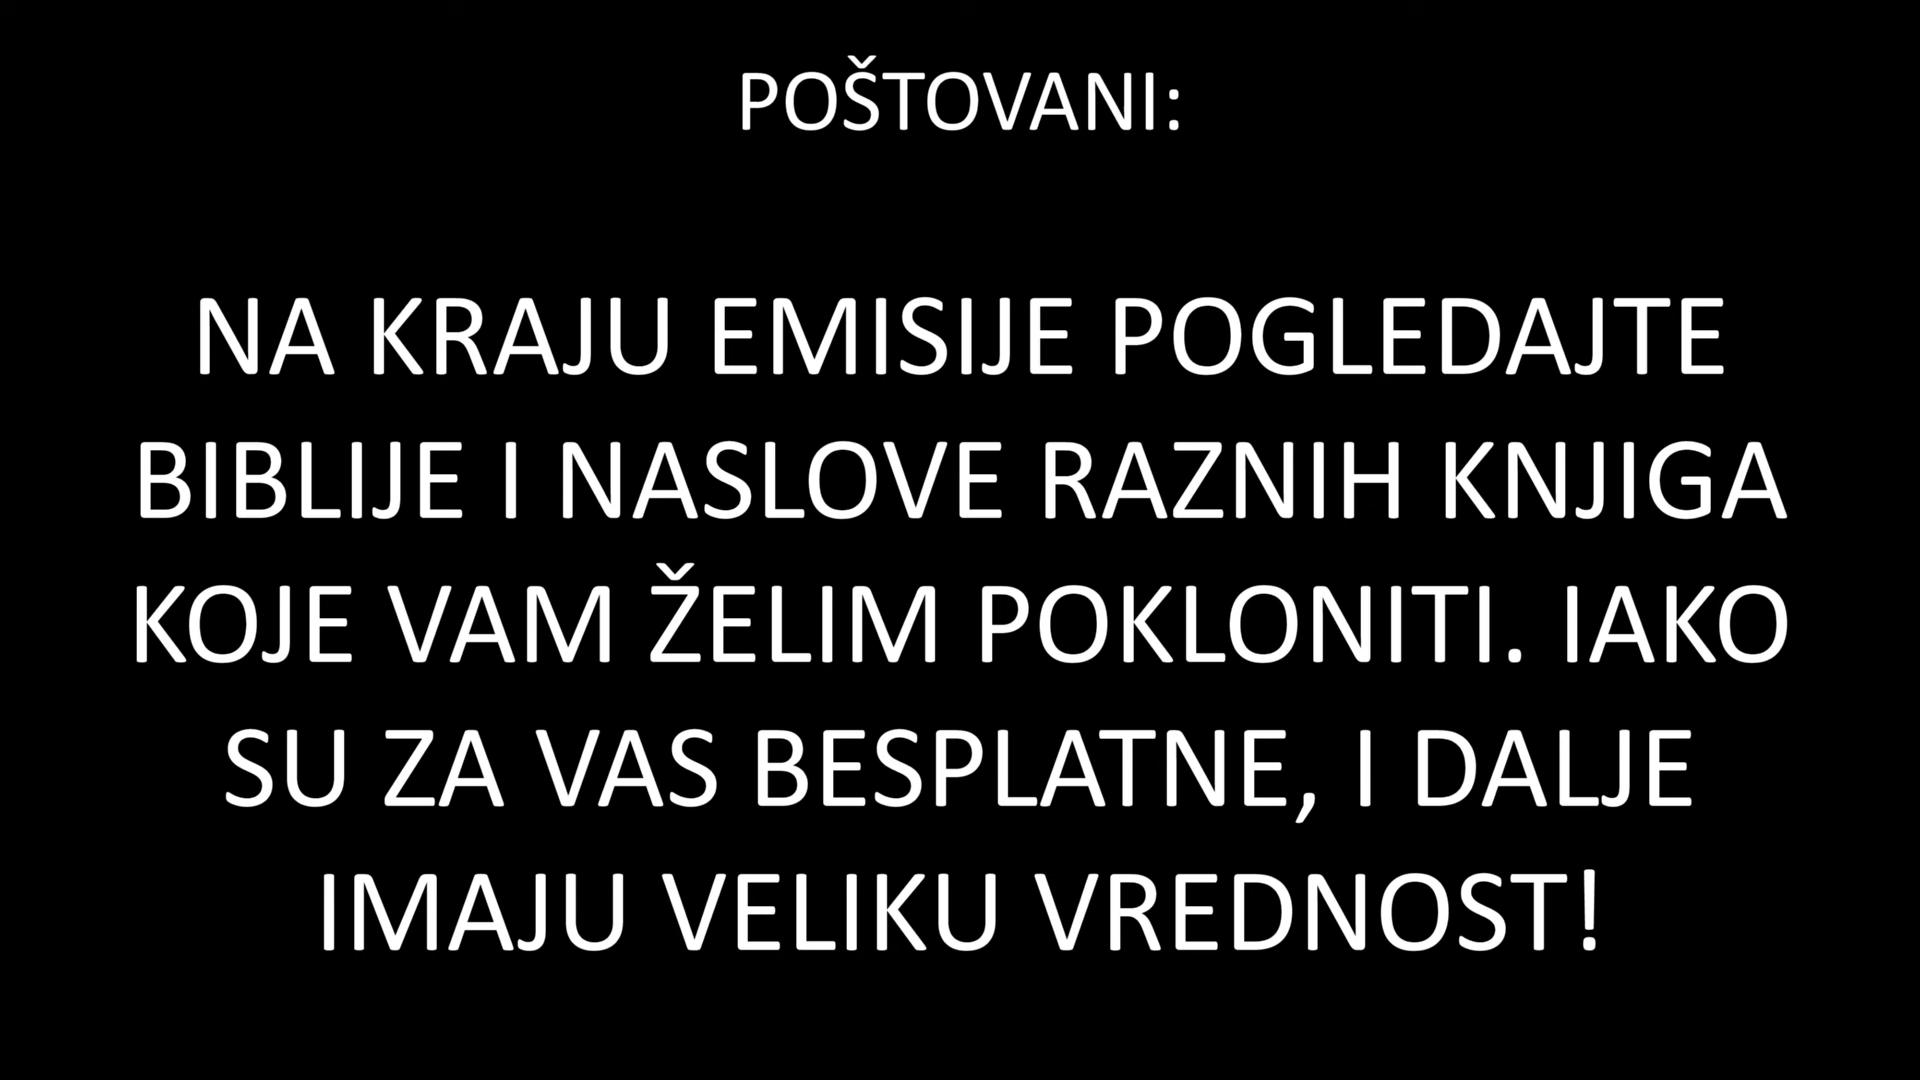 POŠTOVANI:
NA KRAJU EMISIJE POGLEDAJTE
BIBLIJE I NASLOVE RAZNIH KNJIGA
KOJE VAM ŽELIM POKLONITI. IAKO
SU ZA VAS BESPLATNE, I DALJE
IMAJU VELIKU VREDNOST!